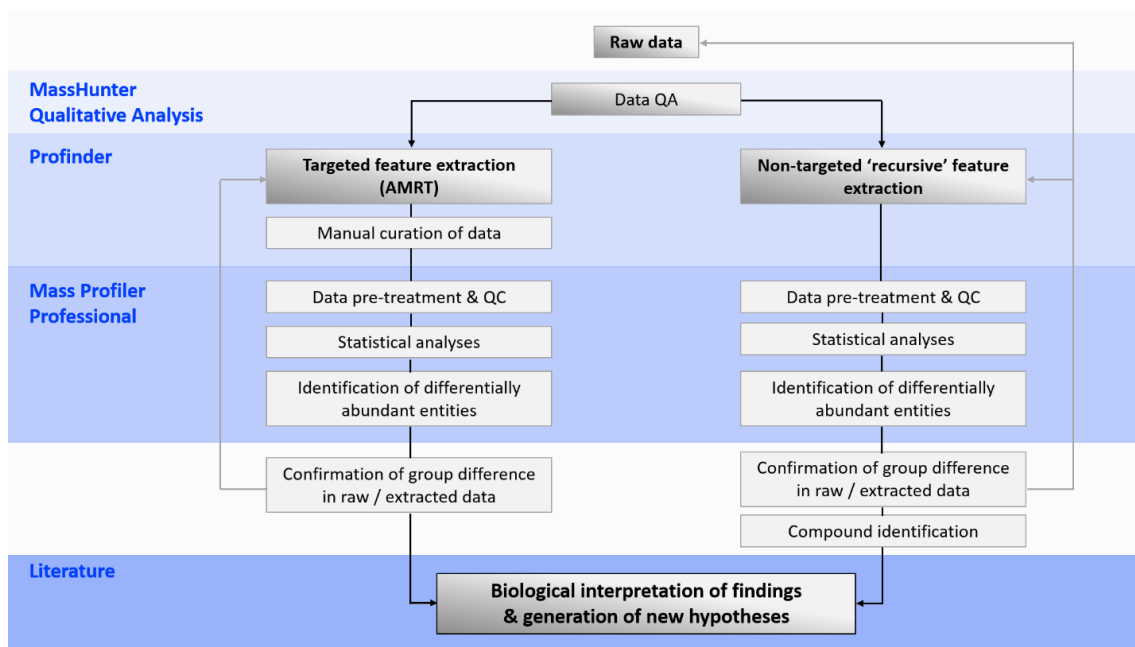 Raw data
MassHunter
Qualitative Analysis
Data QA
Profinder
Targeted feature extraction
(AMRT)
Non-targeted ‘recursive’ feature
extraction
Manual curation of data
Mass Profiler
Professional
Data pre-treatment & QC
Data pre-treatment & QC
Statistical analyses
Statistical analyses
Identification of differentially
abundant entities
Identification of differentially
abundant entities
Confirmation of group difference
in raw / extracted data
Confirmation of group difference
in raw / extracted data
Compound identification
Literature
Biological interpretation of findings
& generation of new hypotheses